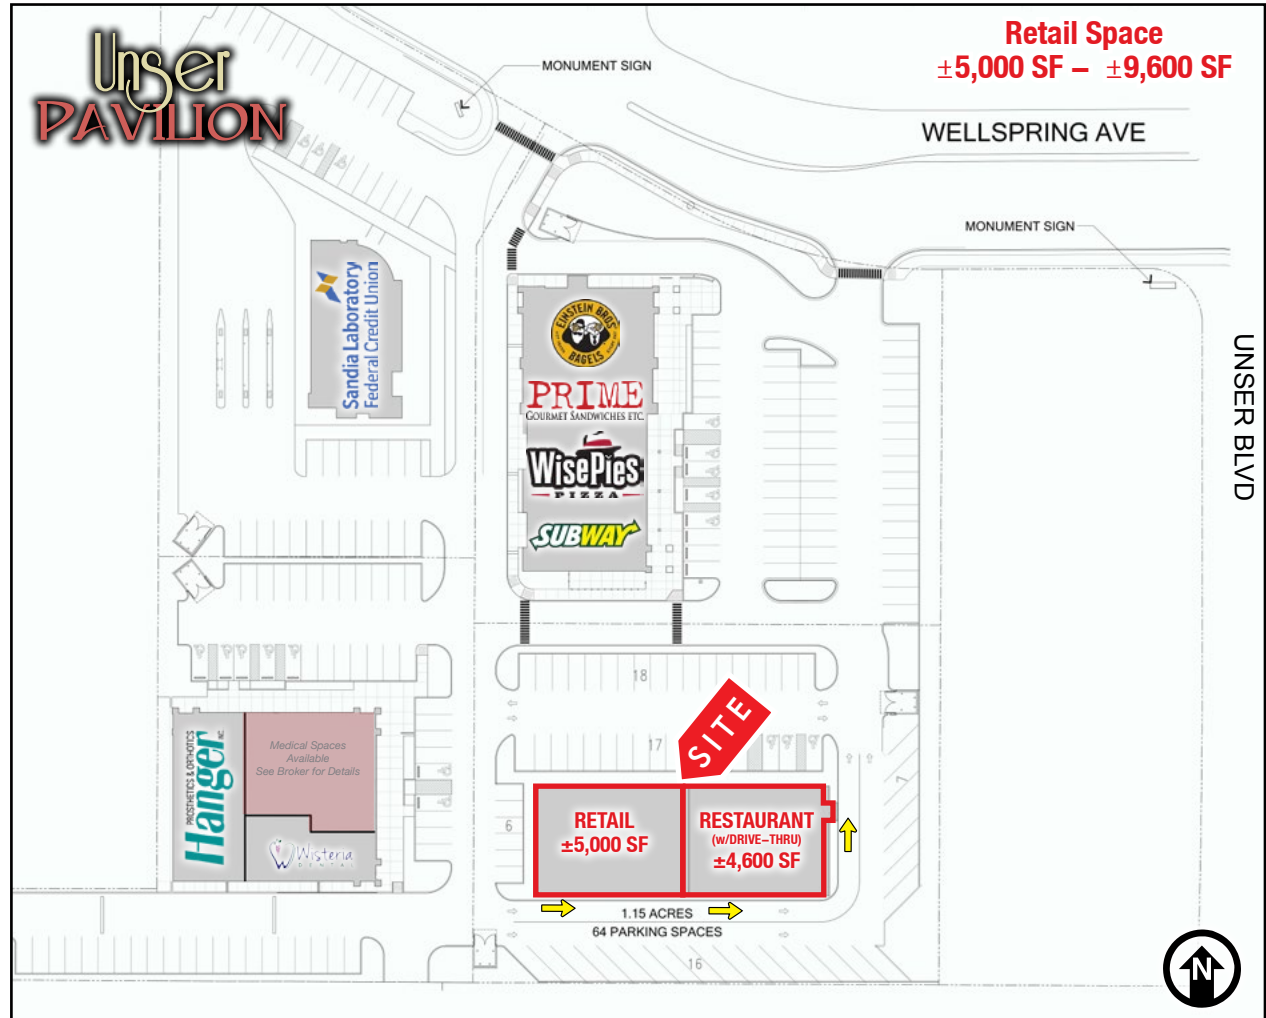 Unser
PAVILION
Retail Space
±5,000 SF – ±9,600 SF
MONUMENT SIGN
WELLSPRING AVE
MONUMENT SIGN
UNSER BLVD
Sandia Laboratory
Federal Credit Union
EINSTEIN BROS
BAGELS
PRIME
GOURMET SANDWICHES ETC.
WisePies
PIZZA
SUBWAY
18
SITE
17
7
Hanger
INC.
PROSTHETICS & ORTHOTICS
Medical Spaces
Available
See Broker for Details
Wisteria
DENTAL
6
RETAIL
±5,000 SF
RESTAURANT
(w/DRIVE–THRU)
±4,600 SF
1.15 ACRES
64 PARKING SPACES
16
N